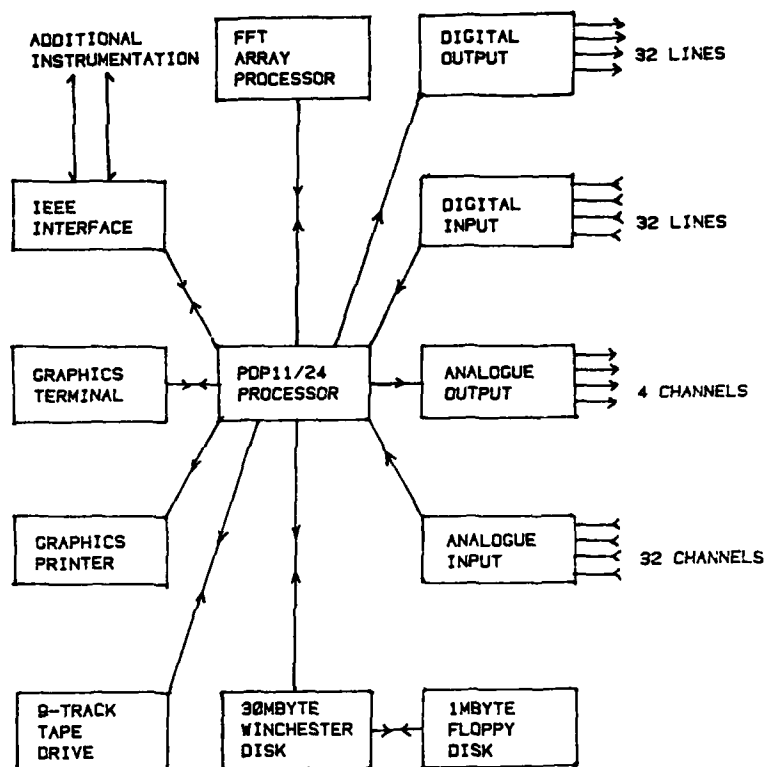 ADDITIONAL
INSTRUMENTATION
FFT
ARRAY
PROCESSOR
DIGITAL
OUTPUT
32 LINES
IEEE
INTERFACE
DIGITAL
INPUT
32 LINES
GRAPHICS
TERMINAL
PDP11/24
PROCESSOR
ANALOGUE
OUTPUT
4 CHANNELS
GRAPHICS
PRINTER
ANALOGUE
INPUT
32 CHANNELS
9-TRACK
TAPE
DRIVE
30MBYTE
WINCHESTER
DISK
1MBYTE
FLOPPY
DISK